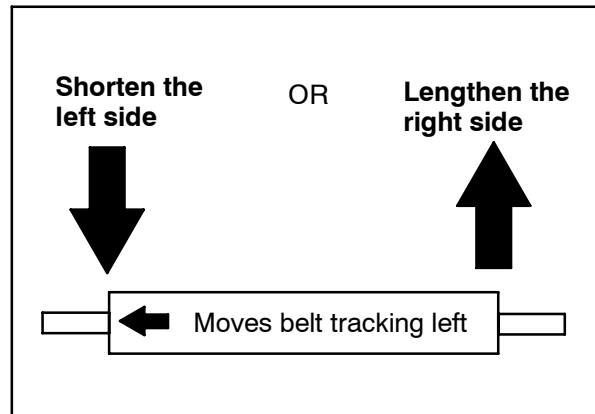 Shorten the
left side
OR
Lengthen the
right side
Moves belt tracking left